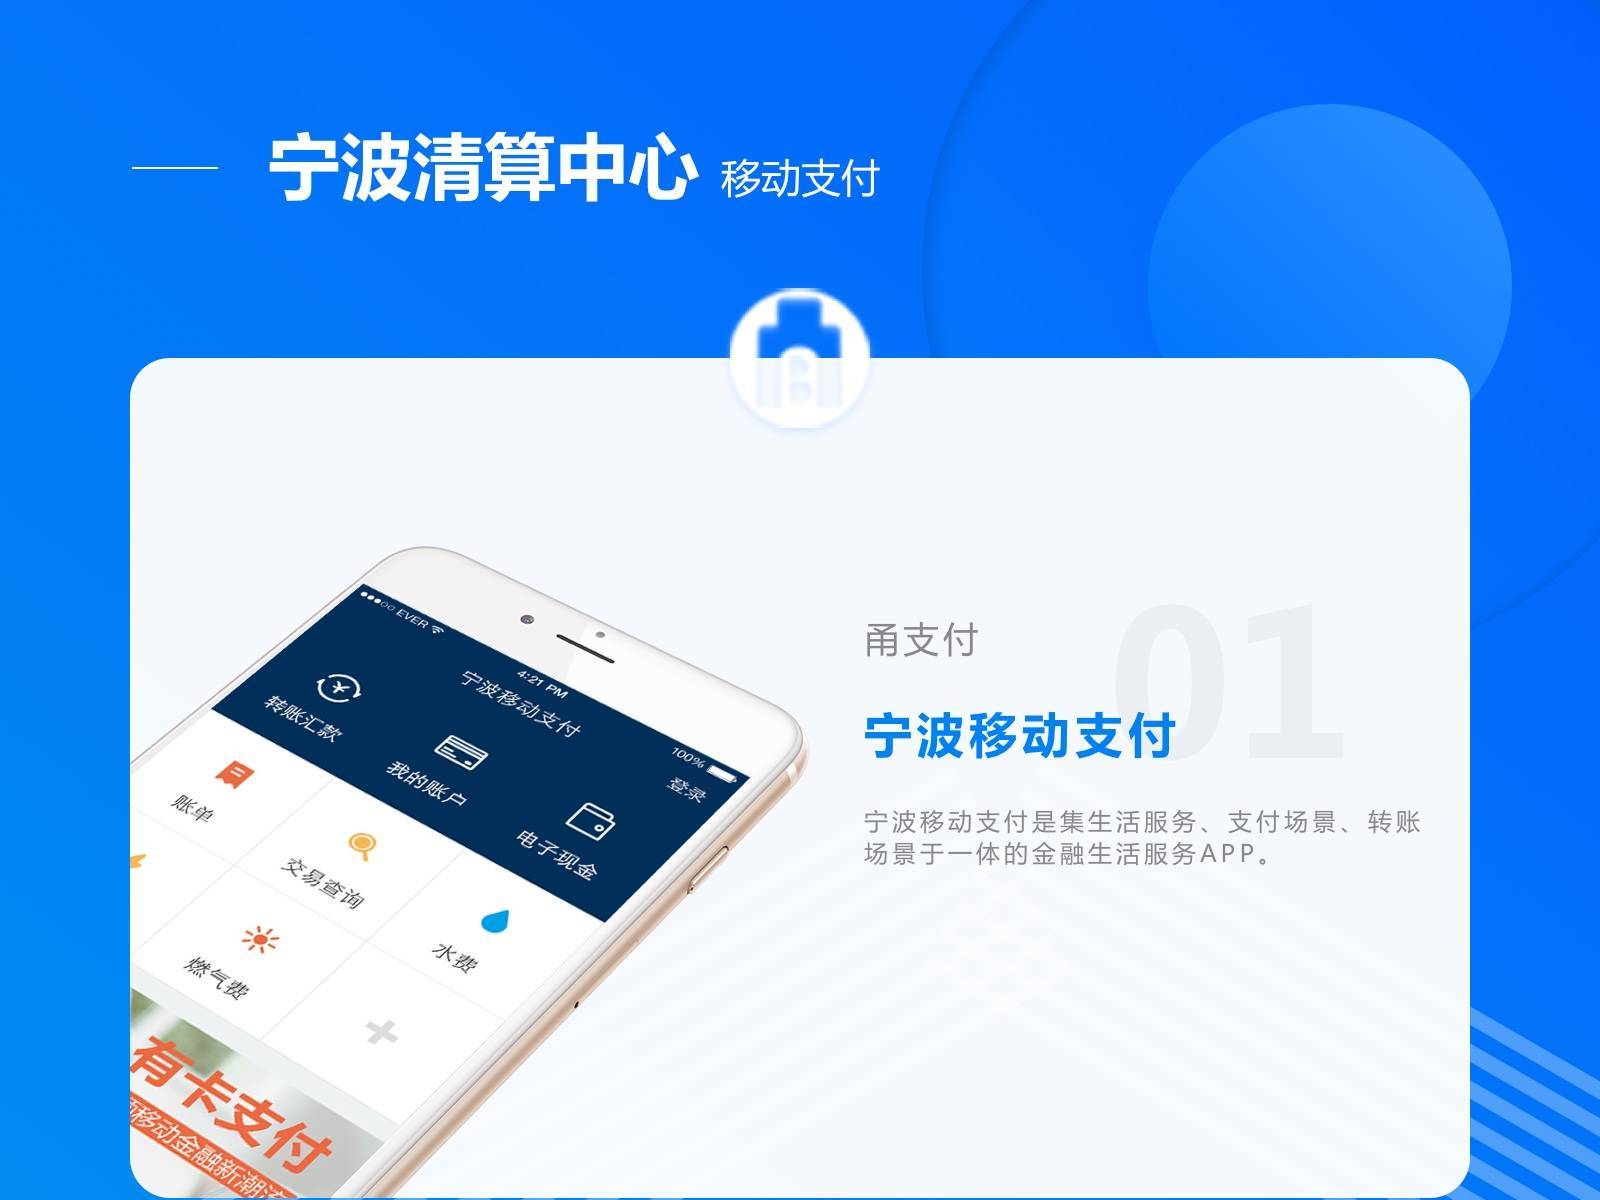 宁波清算中心 移动支付
EVER
4:21 PM
100%
宁波移动支付
登录
转账汇款
我的账户
电子现金
账单
交易查询
水费
燃气费
有卡支付
移动金融新潮流
01
甬支付
宁波移动支付
宁波移动支付是集生活服务、支付场景、转账
场景于一体的金融生活服务APP。